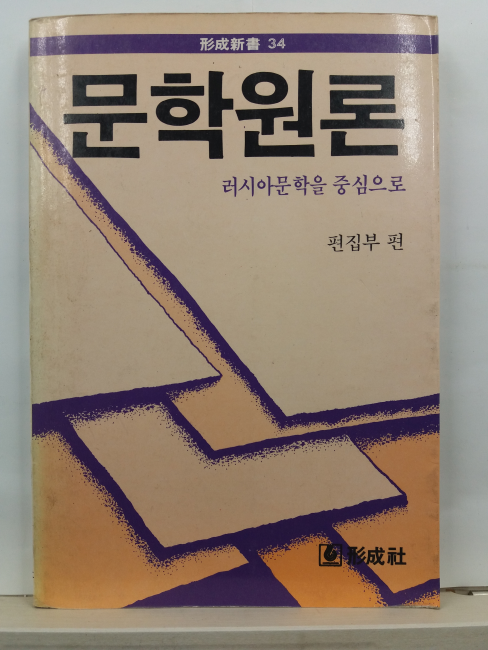 形成新書 34
문학원론
러시아문학을 중심으로
편집부 편
形成社